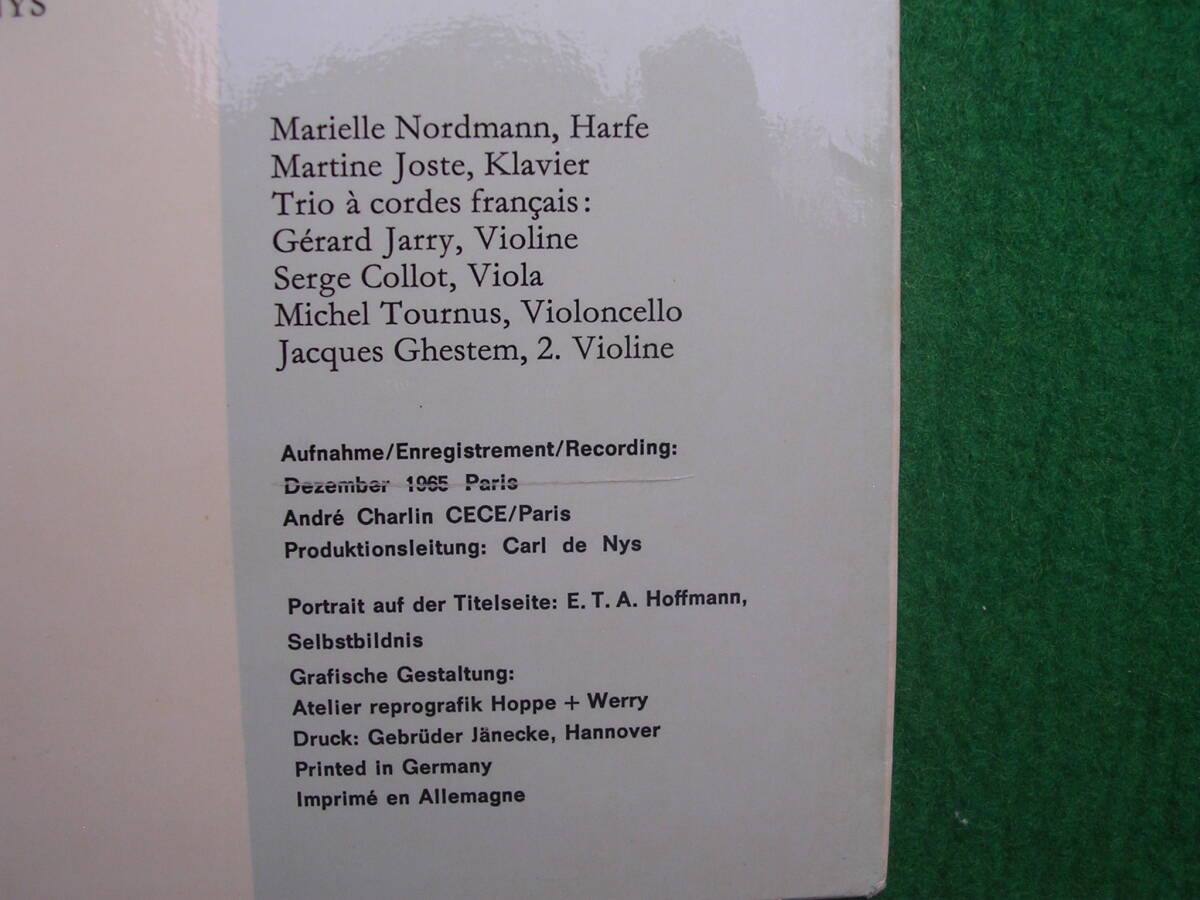 NYS
Marielle Nordmann, Harfe
Martine Joste, Klavier
Trio à cordes français:
Gérard Jarry, Violine
Serge Collot, Viola
Michel Tournus, Violoncello
Jacques Ghestem, 2. Violine
Aufnahme/Enregistrement/Recording:
Dezember 1965 Paris
André Charlin CECE/Paris
Produktionsleitung: Carl de Nys
Portrait auf der Titelseite: E. T. A. Hoffmann,
Selbstbildnis
Grafische Gestaltung:
Atelier reprografik Hoppe + Werry
Druck: Gebrüder Jänecke, Hannover
Printed in Germany
Imprimé en Allemagne